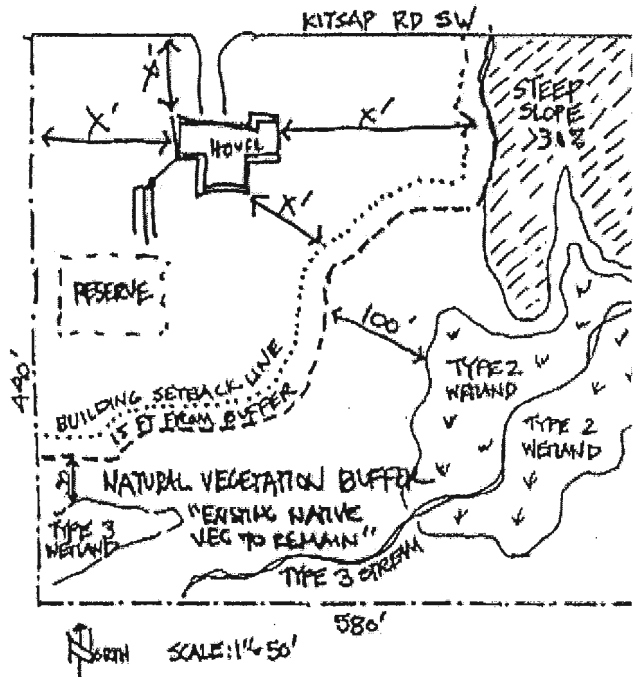 KITSAP RD SW
STEEP
SLOPE
>31%
X'
X'
X'
HOUSE
X'
RESERVE
100'
440'
BUILDING SETBACK LINE
15 FT FROM BUFFER
TYPE 2
WETLAND
TYPE 2
WETLAND
NATURAL VEGETATION BUFFER
"EXISTING NATIVE
VEG TO REMAIN"
TYPE 3
WETLAND
TYPE 3 STREAM
580'
NORTH
SCALE: 1"= 50'